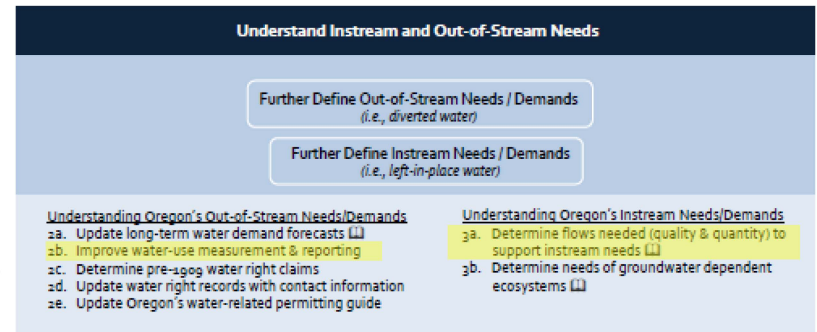 Understand Instream and Out-of-Stream Needs
Further Define Out-of-Stream Needs / Demands
(i.e., diverted water)
Further Define Instream Needs / Demands
(i.e., left-in-place water)
Understanding Oregon's Out-of-Stream Needs/Demands
2a. Update long-term water demand forecasts
2b. Improve water-use measurement & reporting
2c. Determine pre-1909 water right claims
2d. Update water right records with contact information
2e. Update Oregon's water-related permitting guide
Understanding Oregon's Instream Needs/Demands
3a. Determine flows needed (quality & quantity) to
support instream needs
3b. Determine needs of groundwater dependent
ecosystems